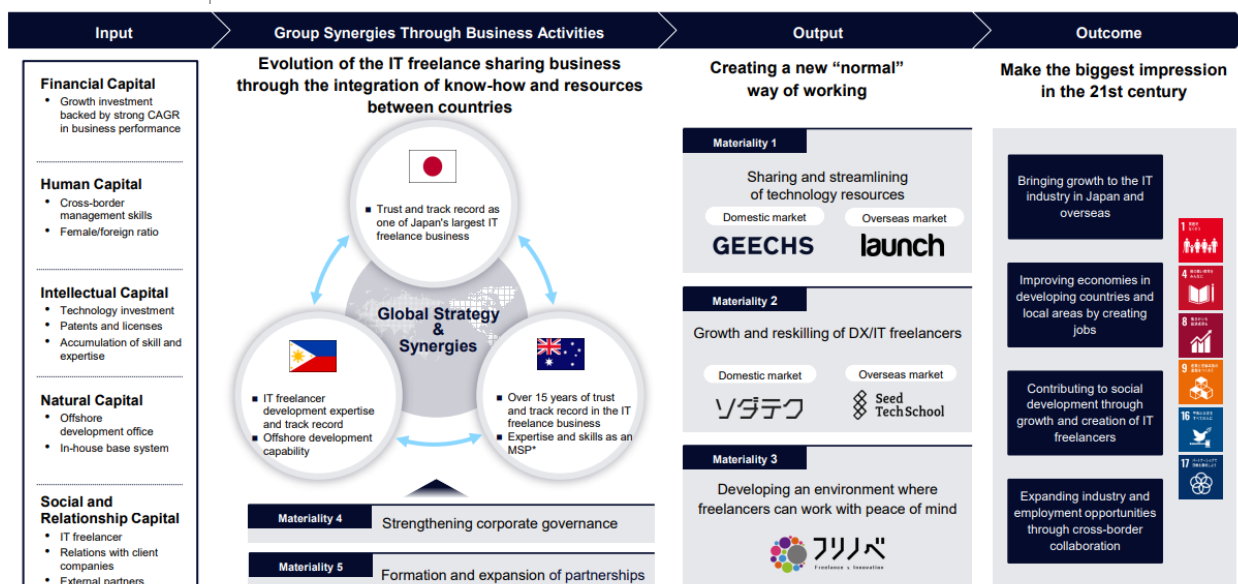 Input
Group Synergies Through Business Activities
Output
Outcome
Financial Capital
• Growth investment
backed by strong CAGR
in business performance
Human Capital
• Cross-border
management skills
• Female/foreign ratio
Intellectual Capital
• Technology investment
• Patents and licenses
• Accumulation of skill and
expertise
Natural Capital
• Offshore
development office
• In-house base system
Social and
Relationship Capital
• IT freelancer
• Relations with client
companies
• External partners
Evolution of the IT freelance sharing business
through the integration of know-how and resources
between countries
■ Trust and track record as
one of Japan's largest IT
freelance business
Global Strategy
&
Synergies
■ IT freelancer
development expertise
and track record
■ Offshore development
capability
■ Over 15 years of trust
and track record in the IT
freelance business
■ Expertise and skills as an
MSP*
Materiality 4
Strengthening corporate governance
Materiality 5
Formation and expansion of partnerships
Creating a new “normal”
way of working
Materiality 1
Sharing and streamlining
of technology resources
Domestic market
Overseas market
GEECHS
launch
Materiality 2
Growth and reskilling of DX/IT freelancers
Domestic market
Overseas market
ソダテク
Seed
TechSchool
Materiality 3
Developing an environment where
freelancers can work with peace of mind
フリノベ
Freelance x Innovation
Make the biggest impression
in the 21st century
Bringing growth to the IT
industry in Japan and
overseas
Improving economies in
developing countries and
local areas by creating
jobs
Contributing to social
development through
growth and creation of IT
freelancers
Expanding industry and
employment opportunities
through cross-border
collaboration
1
4
8
9
16
17